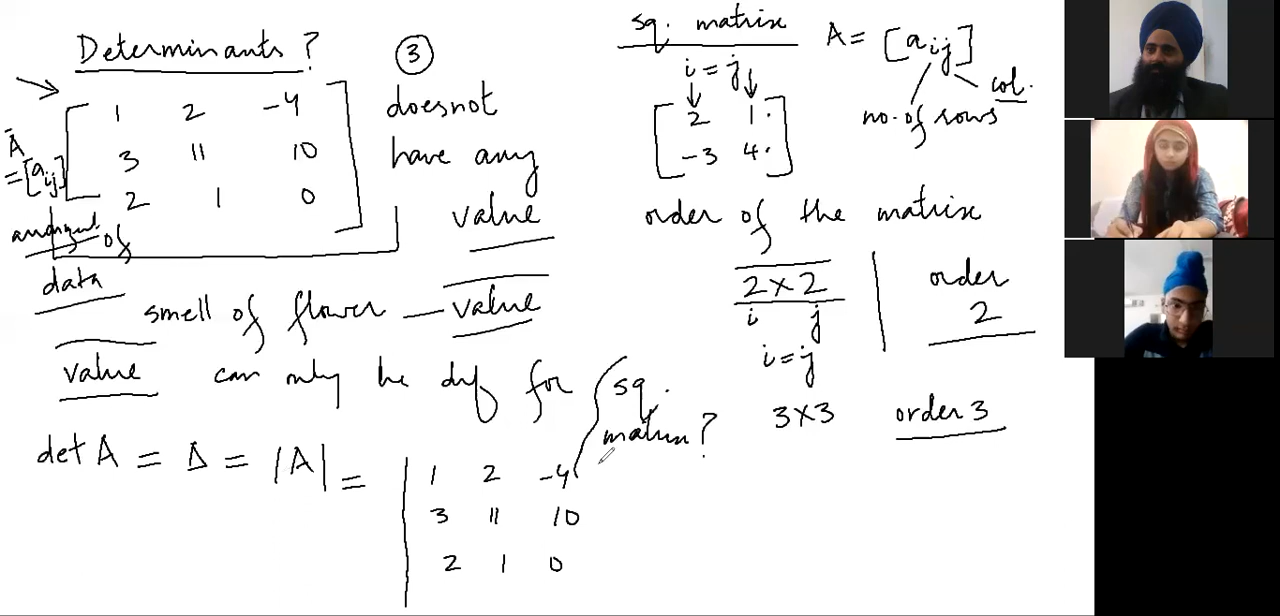 Determinants ?
3
1 2 -4
3 11 10
2 1 0
A
= [aij]
of
data
doesnot
have any
value
smell of flower — value
value can only be def for sq.
matrix ?
det A = Δ = |A| =
1 2 -4
3 11 10
2 1 0
sq. matrix
A = [aij]
i = j
col.
no. of rows
2 1
-3 4
order of the matrix
2 × 2
i j
i = j
order
2
3 × 3 order 3